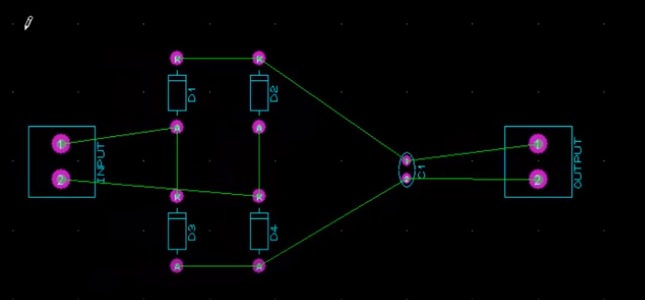 K K
D1 D2
A A
1
2
INPUT
K K
D3 D4
A A
C1
1
2
OUTPUT